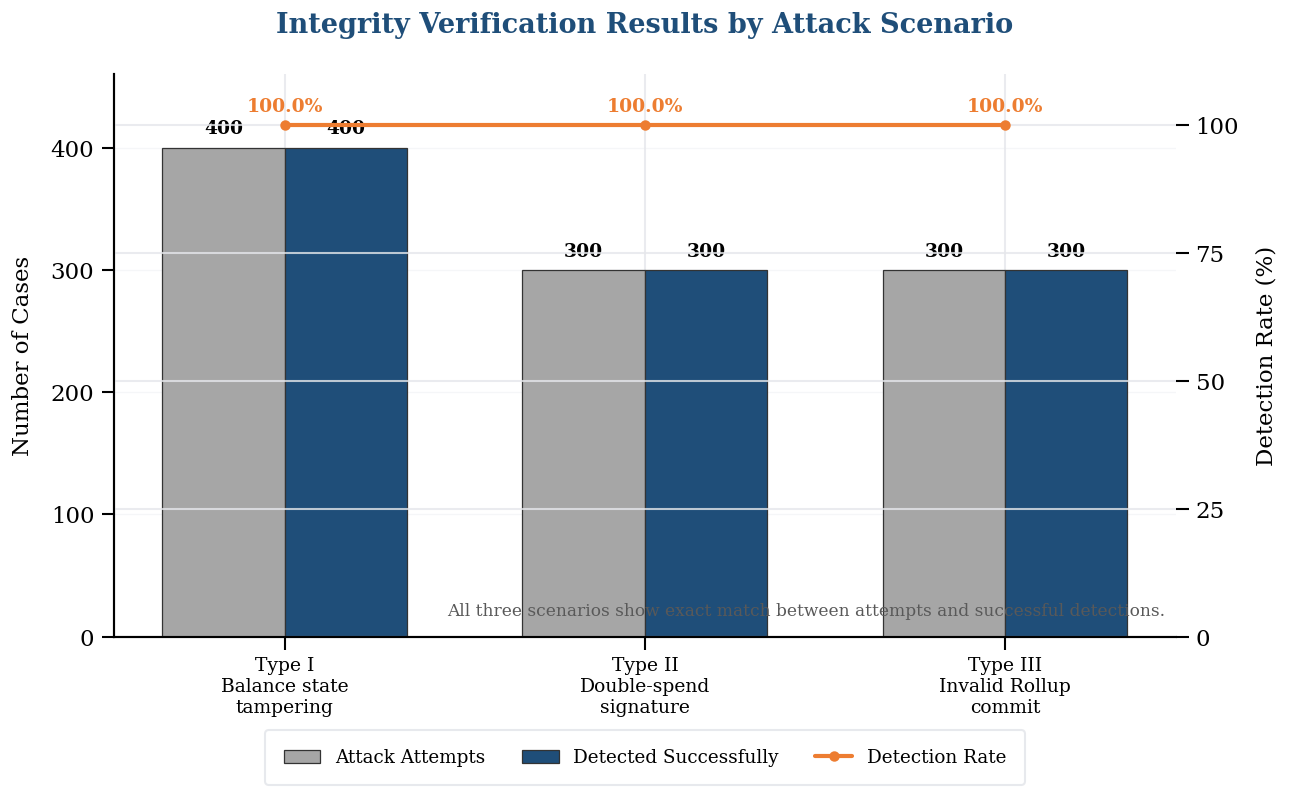 Integrity Verification Results by Attack Scenario
100.0% 100.0% 100.0%
400 400
300 300 300 300
Number of Cases
400
300
200
100
0
Detection Rate (%)
100
75
50
25
0
All three scenarios show exact match between attempts and successful detections.
Type I
Balance state
tampering
Type II
Double-spend
signature
Type III
Invalid Rollup
commit
Attack Attempts
Detected Successfully
Detection Rate